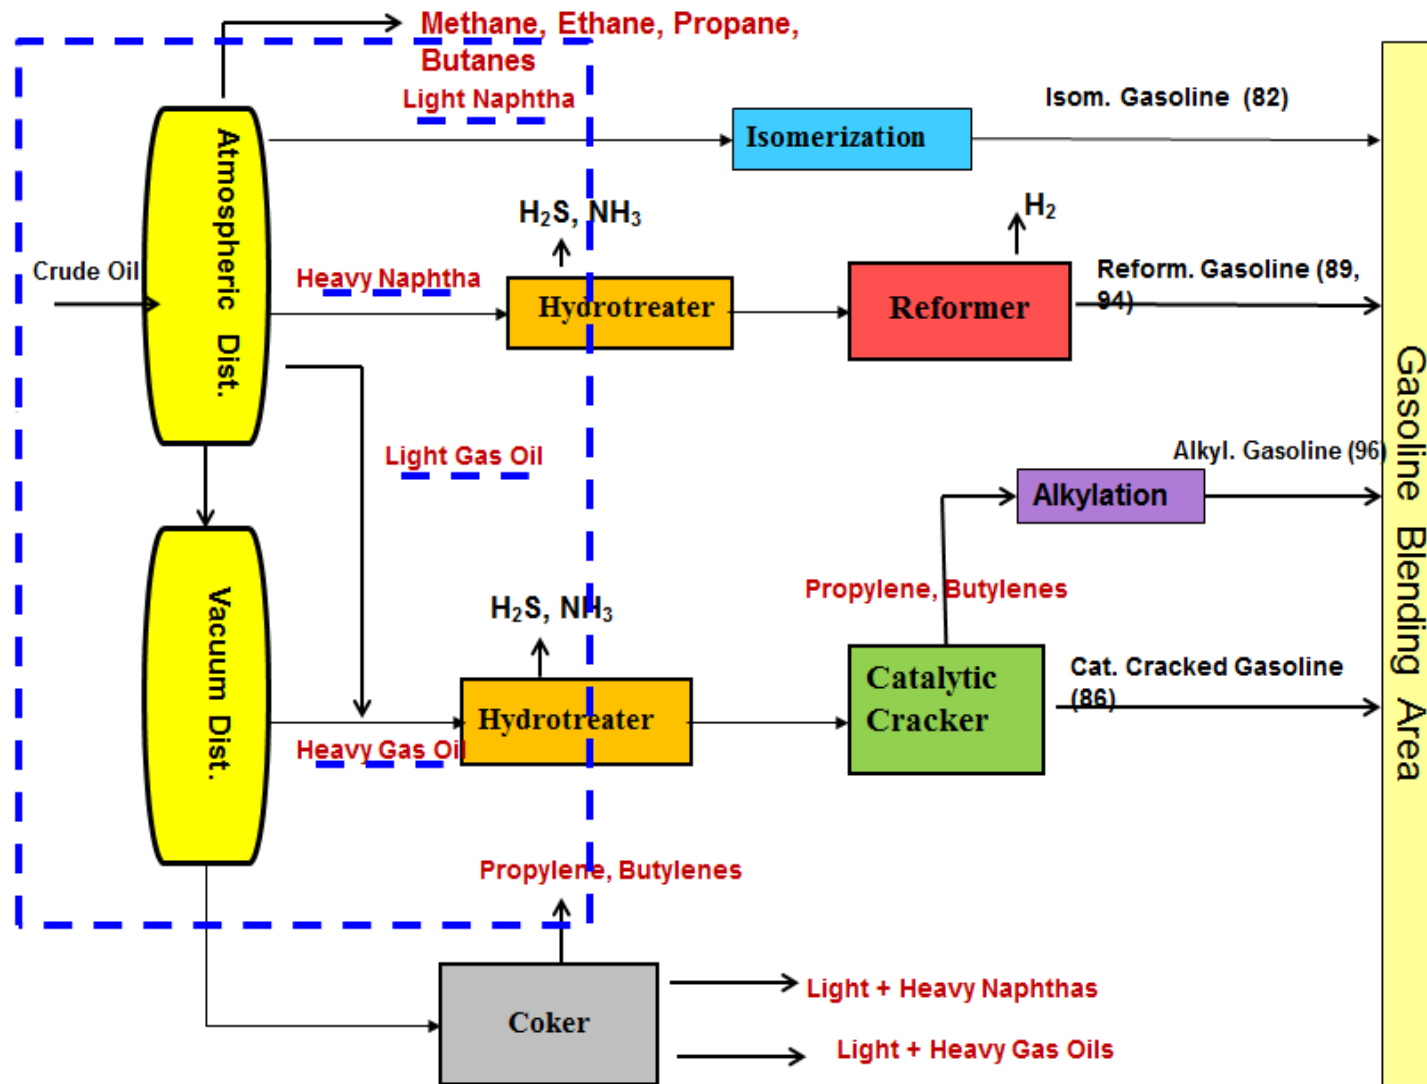 Methane, Ethane, Propane,
Butanes
Light Naphtha
Isom. Gasoline (82)
Atmospheric Dist.
Isomerization
H₂S, NH₃
H₂
Crude Oil
Heavy Naphtha
Hydrotreater
Reformer
Reform. Gasoline (89,
94)
Light Gas Oil
Alkyl. Gasoline (96)
Alkylation
Gasoline Blending Area
Vacuum Dist.
H₂S, NH₃
Propylene, Butylenes
Heavy Gas Oil
Hydrotreater
Catalytic
Cracker
Cat. Cracked Gasoline
(86)
Propylene, Butylenes
Coker
Light + Heavy Naphthas
Light + Heavy Gas Oils